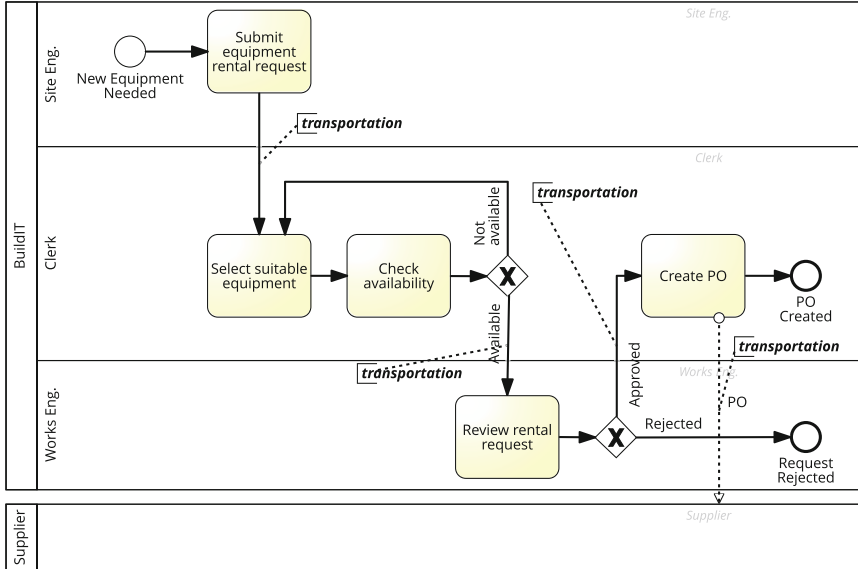 Site Eng.
Submit
equipment
rental request
New Equipment
Needed
Site Eng.
transportation
Clerk
transportation
Not
available
BuildIT
Clerk
Select suitable
equipment
Check
availability
Create PO
PO
Created
Available
transportation
transportation
Approved
Works Eng.
Works Eng.
PO
Review rental
request
Rejected
Request
Rejected
Supplier
Supplier